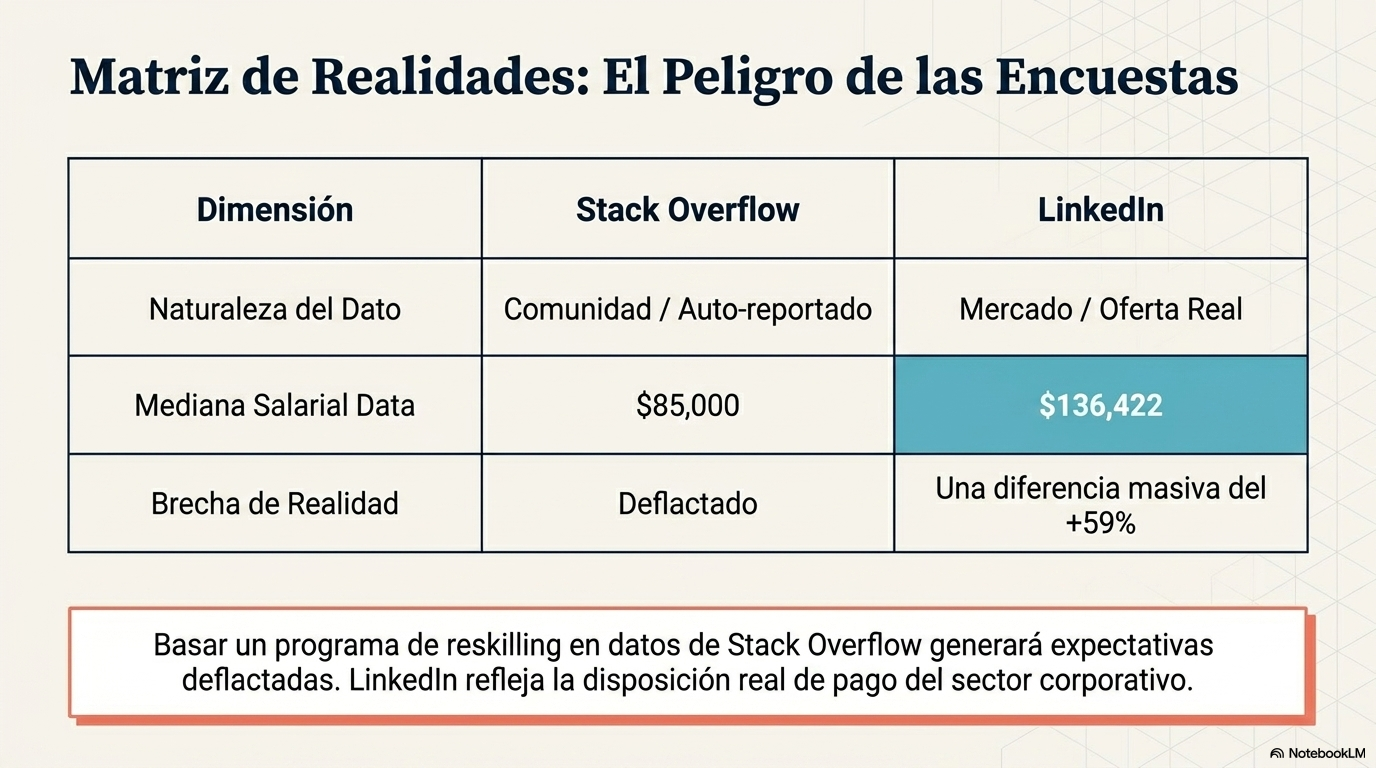 Matriz de Realidades: El Peligro de las Encuestas
Dimensión
Stack Overflow
LinkedIn
Naturaleza del Dato
Comunidad / Auto-reportado
Mercado / Oferta Real
Mediana Salarial Data
$85,000
$136,422
Brecha de Realidad
Deflactado
Una diferencia masiva del
+59%
Basar un programa de reskilling en datos de Stack Overflow generará expectativas
deflactadas. LinkedIn refleja la disposición real de pago del sector corporativo.
NotebookLM